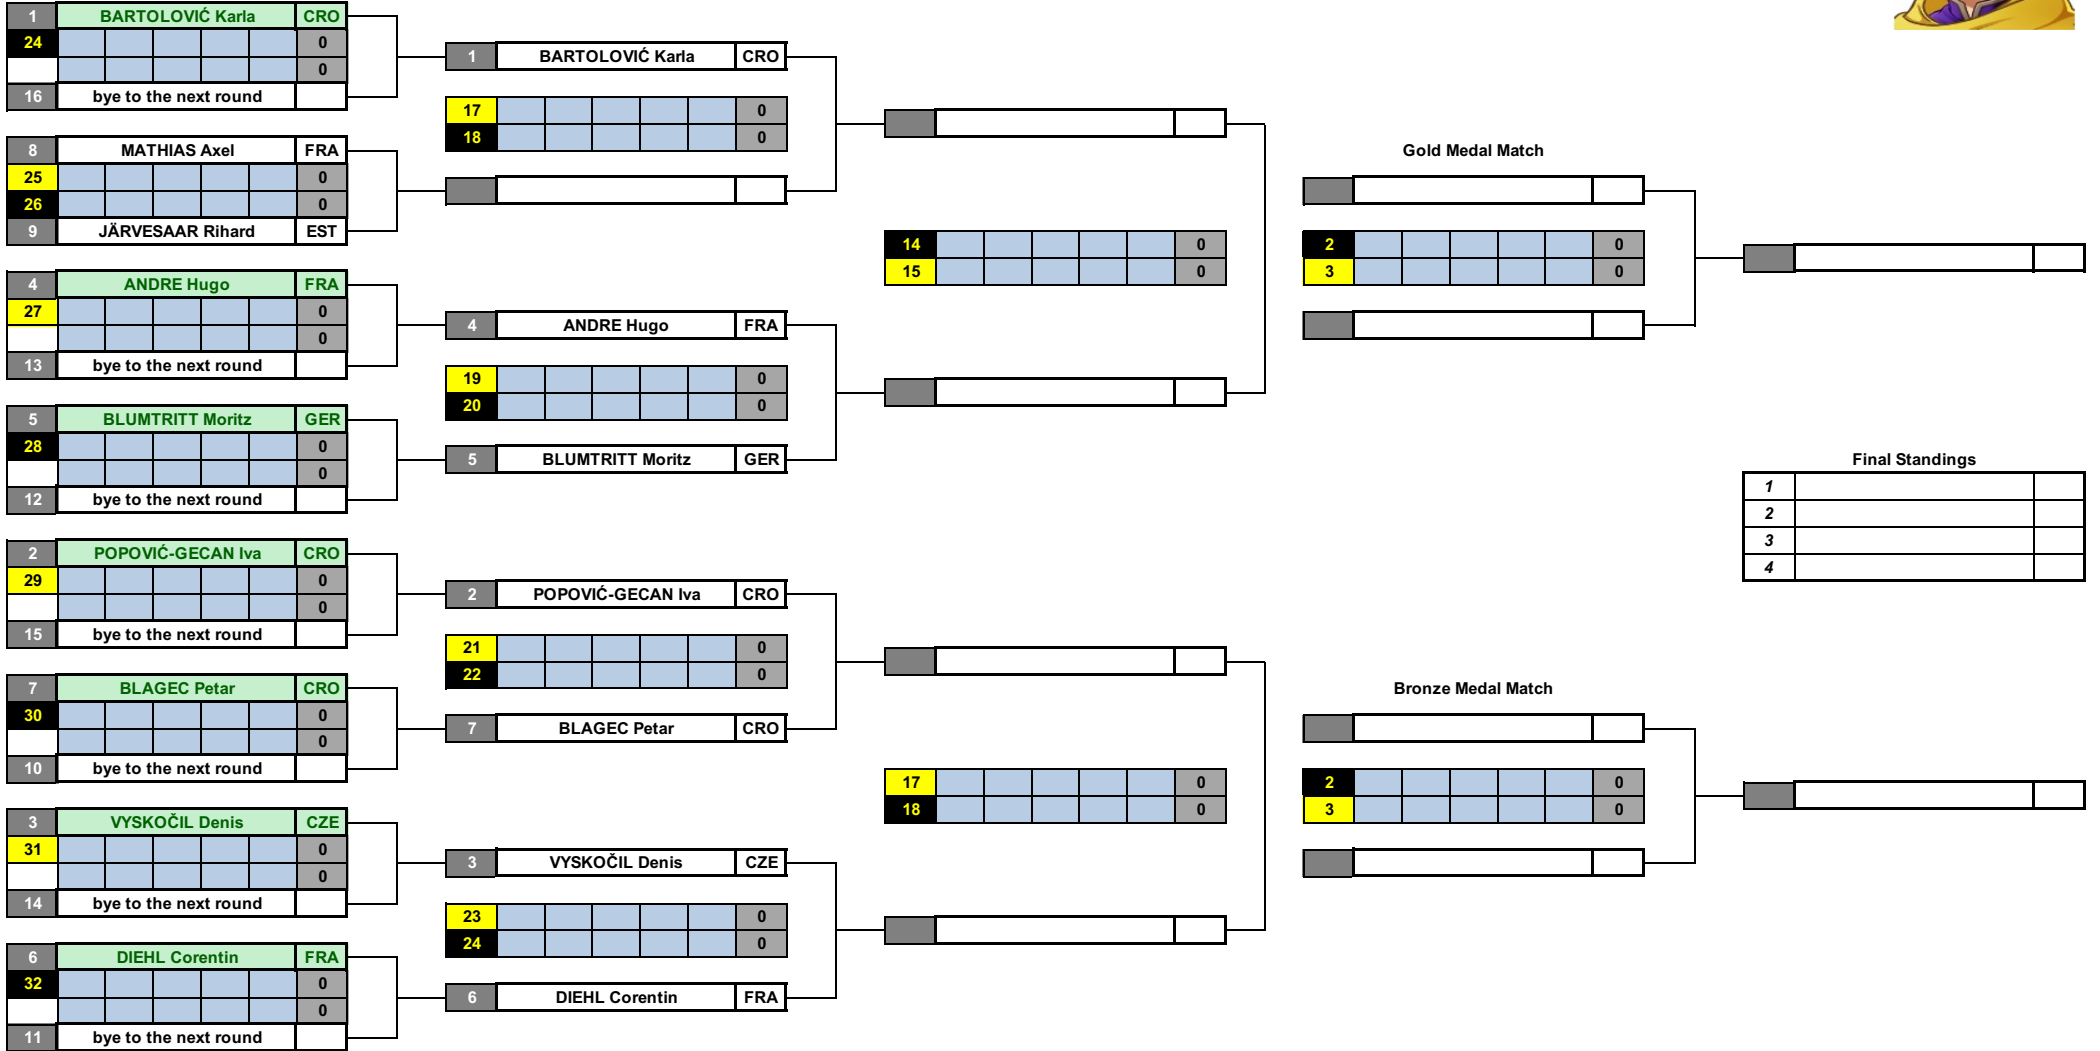 1 BARTOLOVIĆ Karla CRO
24 0
0
16 bye to the next round
8 MATHIAS Axel FRA
25 0
26 0
9 JÄRVESAAR Rihard EST
4 ANDRE Hugo FRA
27 0
0
13 bye to the next round
5 BLUMTRITT Moritz GER
28 0
0
12 bye to the next round
2 POPOVIĆ-GECAN Iva CRO
29 0
0
15 bye to the next round
7 BLAGEC Petar CRO
30 0
0
10 bye to the next round
3 VYSKOČIL Denis CZE
31 0
0
14 bye to the next round
6 DIEHL Corentin FRA
32 0
0
11 bye to the next round
1 BARTOLOVIĆ Karla CRO
17 0
18 0
4 ANDRE Hugo FRA
19 0
20 0
5 BLUMTRITT Moritz GER
2 POPOVIĆ-GECAN Iva CRO
21 0
22 0
7 BLAGEC Petar CRO
3 VYSKOČIL Denis CZE
23 0
24 0
6 DIEHL Corentin FRA
14 0
15 0
17 0
18 0
Gold Medal Match
2 0
3 0
Bronze Medal Match
2 0
3 0
Final Standings
1
2
3
4